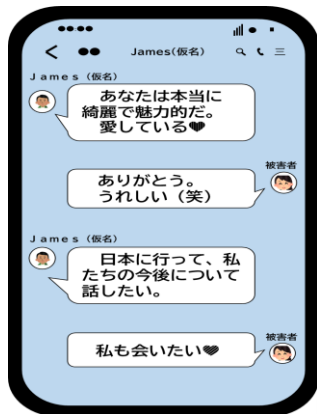 James(仮名)
James (仮名)
あなたは本当に
綺麗で魅力的だ。
愛している♥
被害者
ありがとう。
うれしい（笑）
James (仮名)
日本に行って、私
たちの今後について
話したい。
被害者
私も会いたい♥